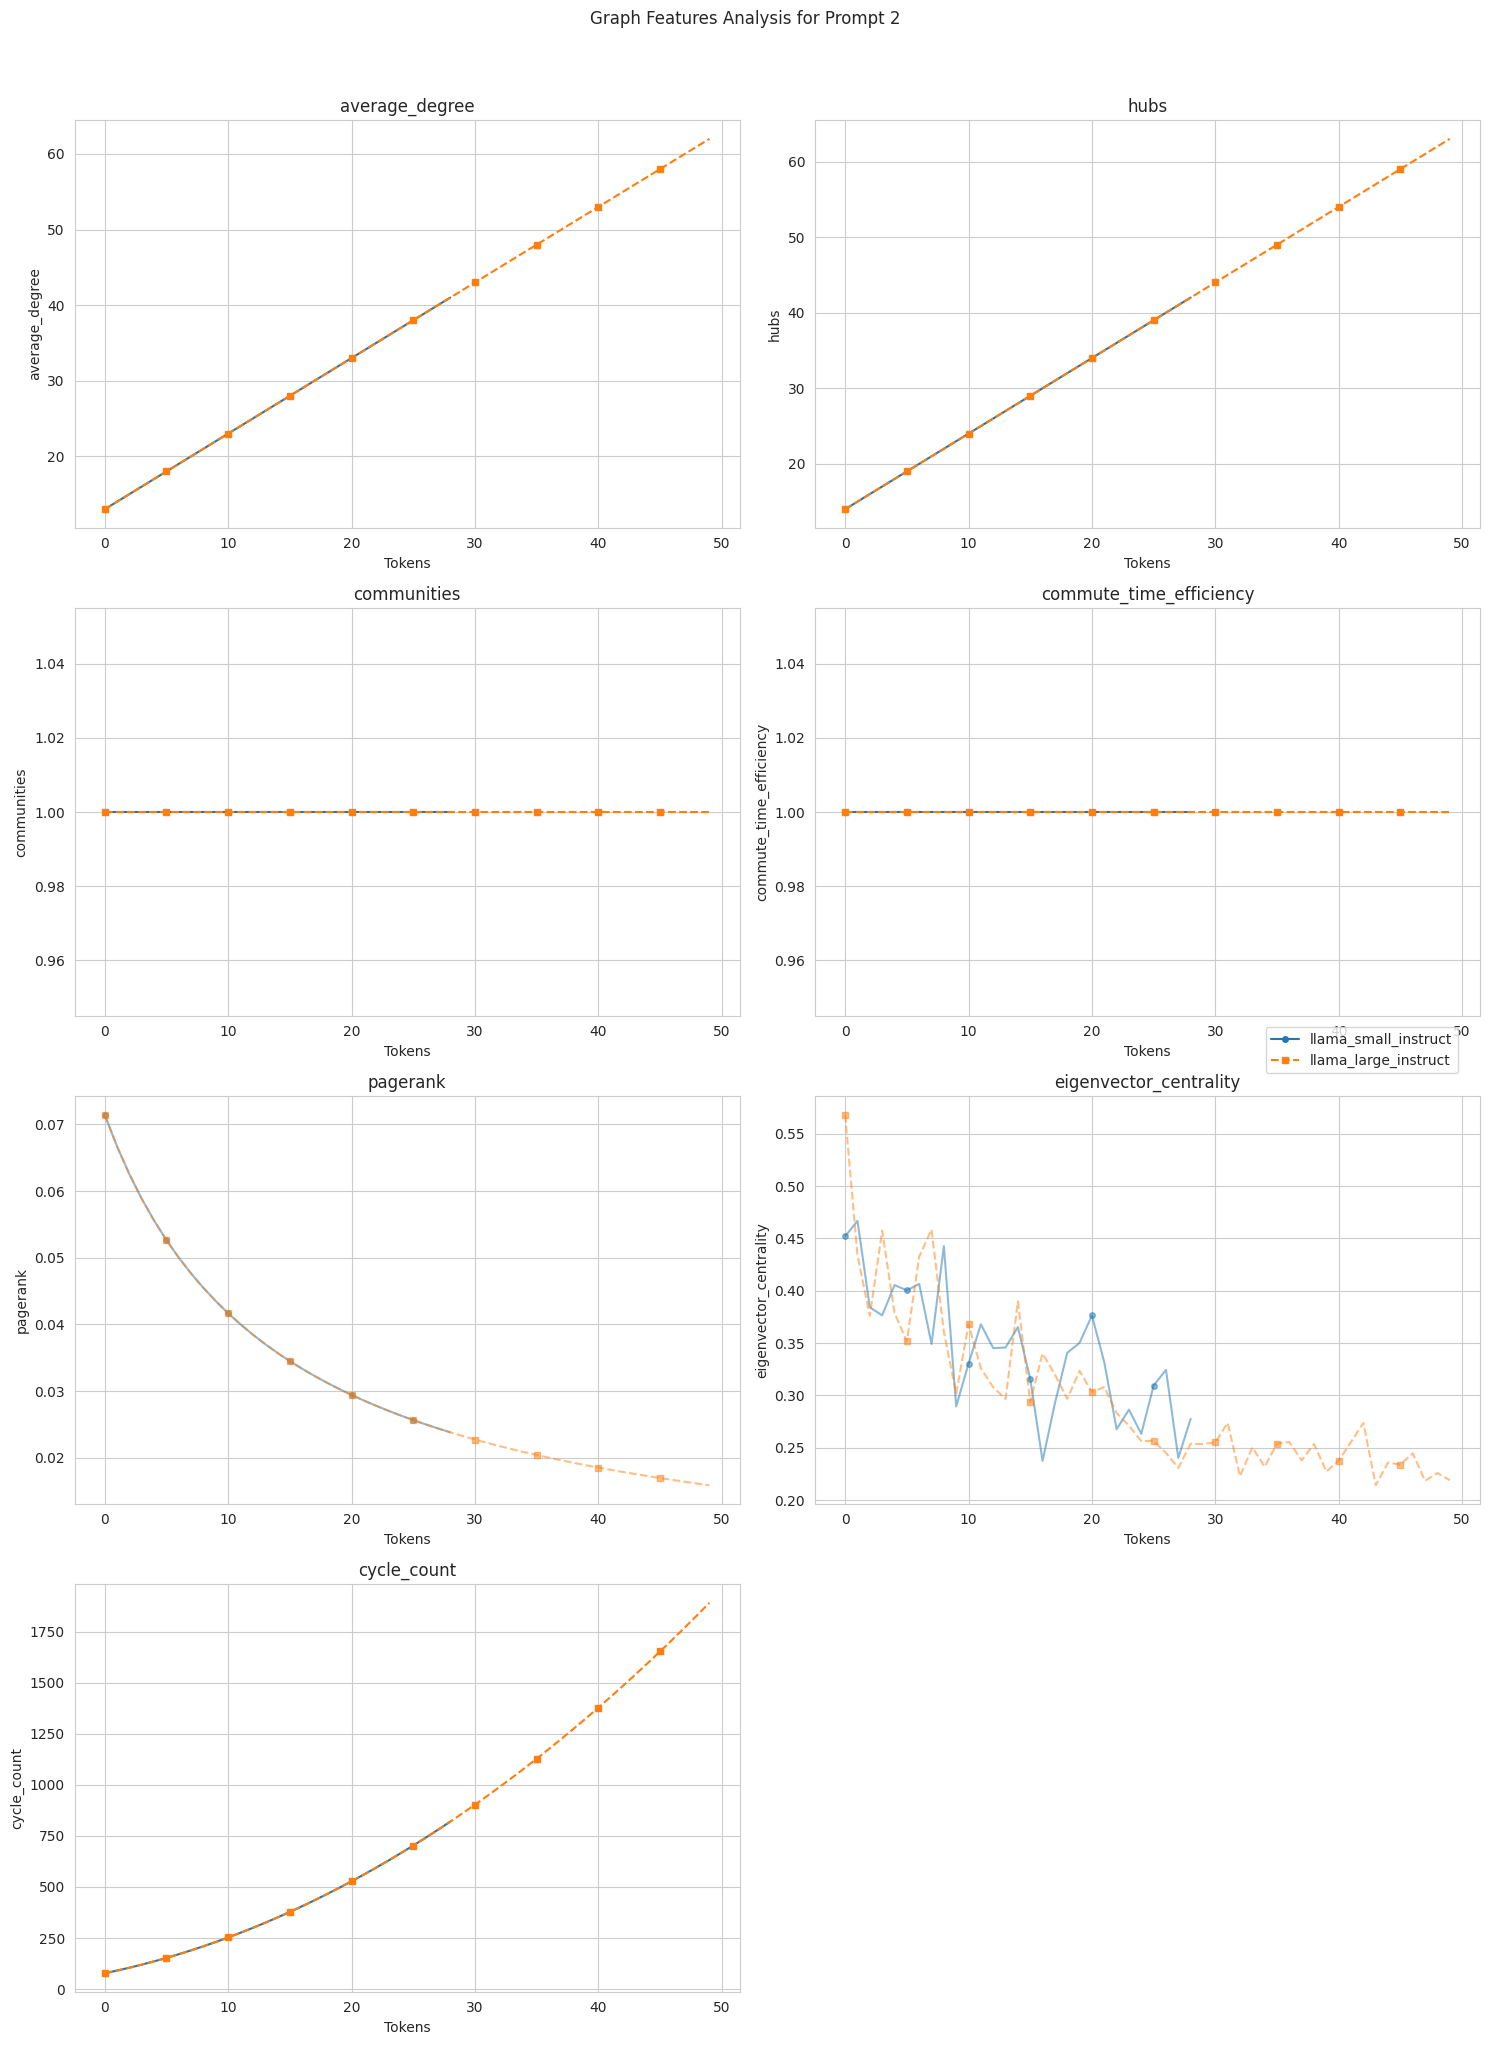 Graph Features Analysis for Prompt 2
average_degree
average_degree
60
50
40
30
20
0 10 20 30 40 50
Tokens
hubs
hubs
60
50
40
30
20
0 10 20 30 40 50
Tokens
communities
communities
1.04
1.02
1.00
0.98
0.96
0 10 20 30 40 50
Tokens
commute_time_efficiency
commute_time_efficiency
1.04
1.02
1.00
0.98
0.96
0 10 20 30 40 50
Tokens
llama_small_instruct
llama_large_instruct
pagerank
pagerank
0.07
0.06
0.05
0.04
0.03
0.02
0 10 20 30 40 50
Tokens
eigenvector_centrality
eigenvector_centrality
0.55
0.50
0.45
0.40
0.35
0.30
0.25
0.20
0 10 20 30 40 50
Tokens
cycle_count
cycle_count
1750
1500
1250
1000
750
500
250
0
0 10 20 30 40 50
Tokens